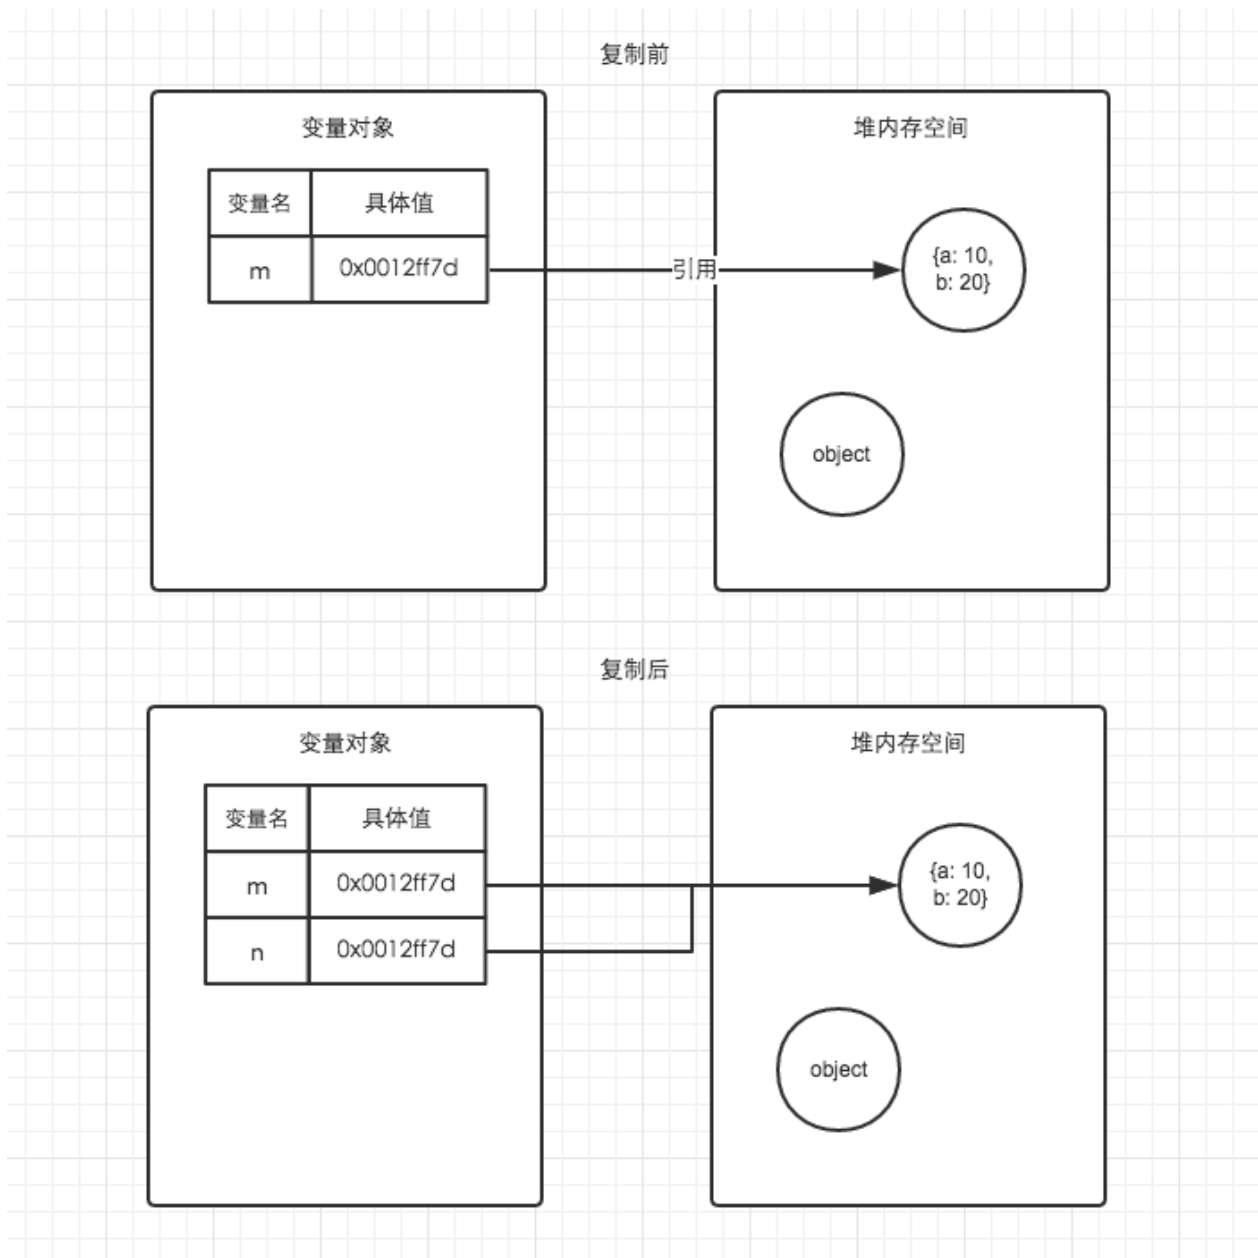 复制前
变量对象
堆内存空间
变量名 具体值
m 0x0012ff7d
引用
{a: 10,
b: 20}
object
复制后
变量对象
堆内存空间
变量名 具体值
m 0x0012ff7d
n 0x0012ff7d
{a: 10,
b: 20}
object